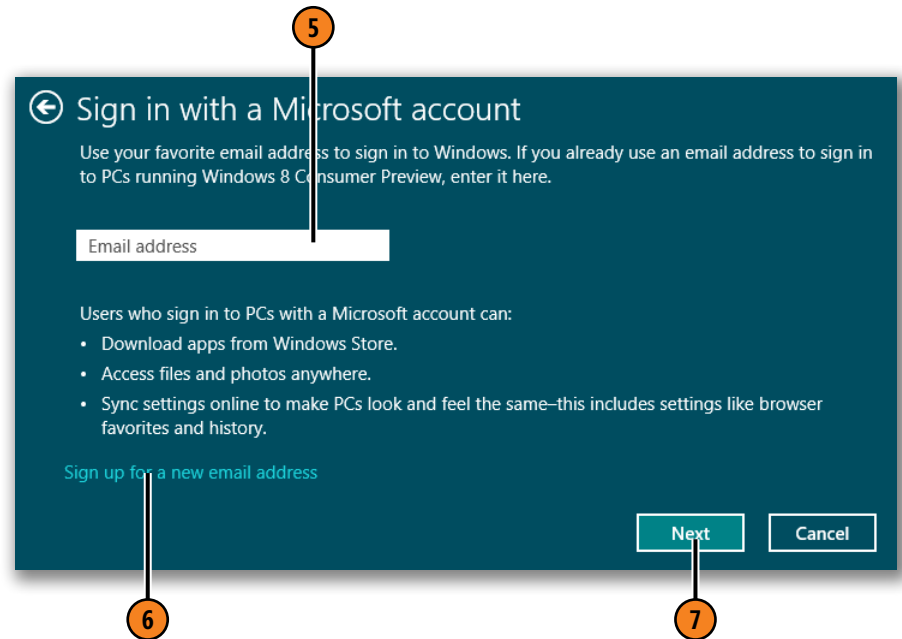 5
Sign in with a Microsoft account
Use your favorite email address to sign in to Windows. If you already use an email address to sign in
to PCs running Windows 8 Consumer Preview, enter it here.
Email address
Users who sign in to PCs with a Microsoft account can:
• Download apps from Windows Store.
• Access files and photos anywhere.
• Sync settings online to make PCs look and feel the same–this includes settings like browser
favorites and history.
Sign up for a new email address
Next
Cancel
6
7